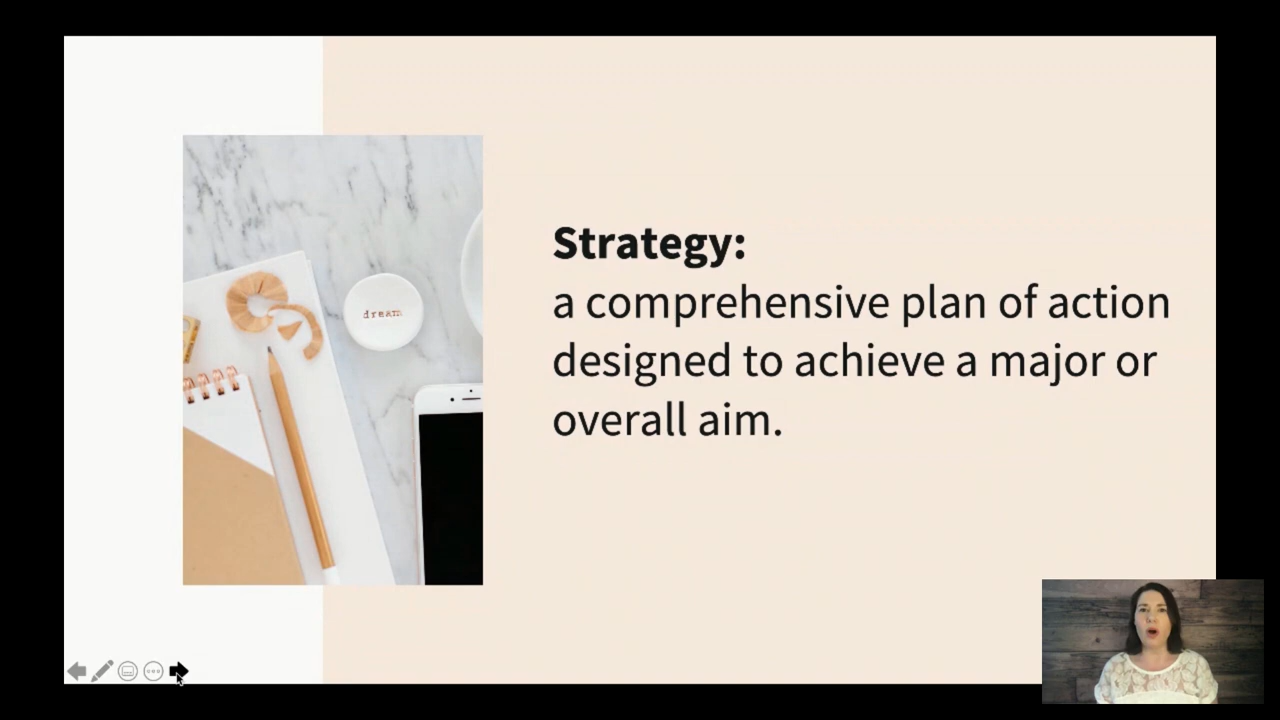 Strategy:
a comprehensive plan of action
designed to achieve a major or
overall aim.
dream